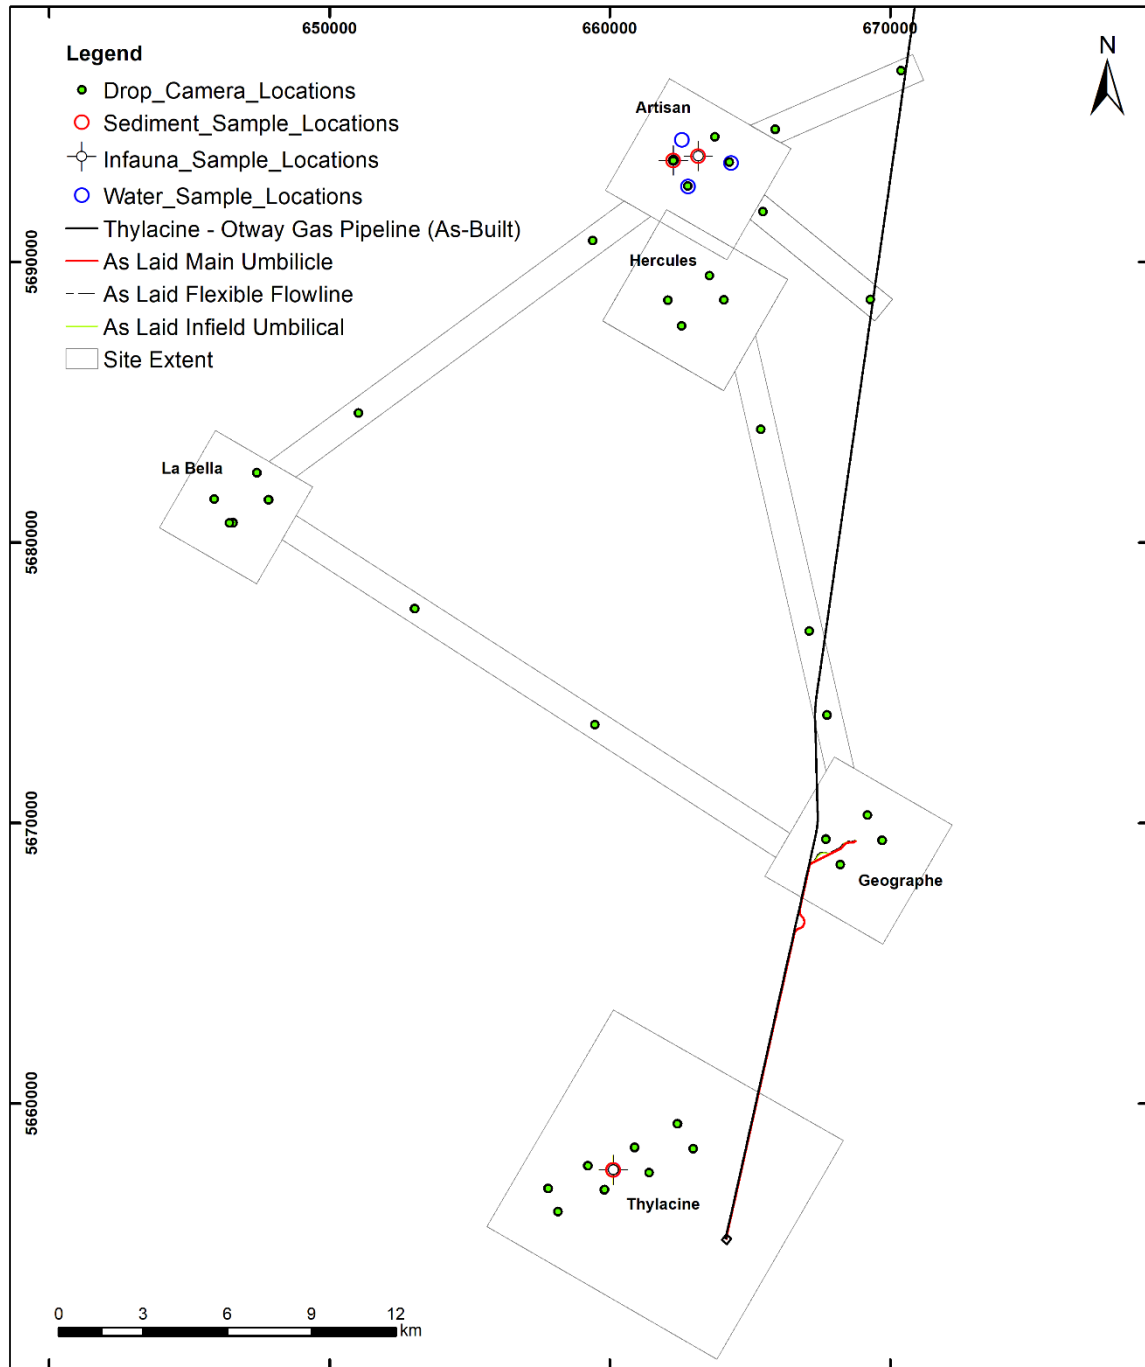 650000
660000
670000
N
Legend
Drop_Camera_Locations
Sediment_Sample_Locations
Infauna_Sample_Locations
Water_Sample_Locations
Thylacine - Otway Gas Pipeline (As-Built)
As Laid Main Umbilicle
As Laid Flexible Flowline
As Laid Infield Umbilical
Site Extent
Artisan
Hercules
La Bella
Geographe
Thylacine
5690000
5680000
5670000
5660000
0 3 6 9 12
km